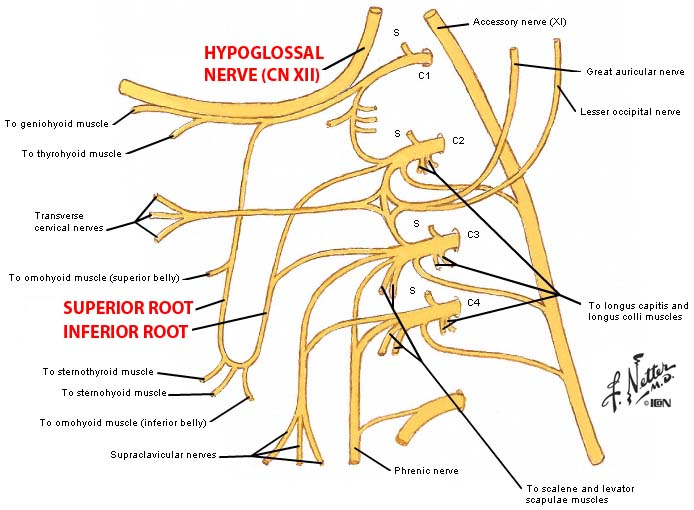 S
Accessory nerve (XI)
HYPOGLOSSAL
NERVE (CN XII)
C1
Great auricular nerve
Lesser occipital nerve
To geniohyoid muscle
S
C2
To thyrohyoid muscle
Transverse
cervical nerves
S
C3
To omohyoid muscle (superior belly)
S
C4
SUPERIOR ROOT
INFERIOR ROOT
To longus capitis and
longus colli muscles
To sternothyroid muscle
To sternohyoid muscle
F. Netter
M.D.
©ICON
To omohyoid muscle (inferior belly)
Supraclavicular nerves
Phrenic nerve
To scalene and levator
scapulae muscles